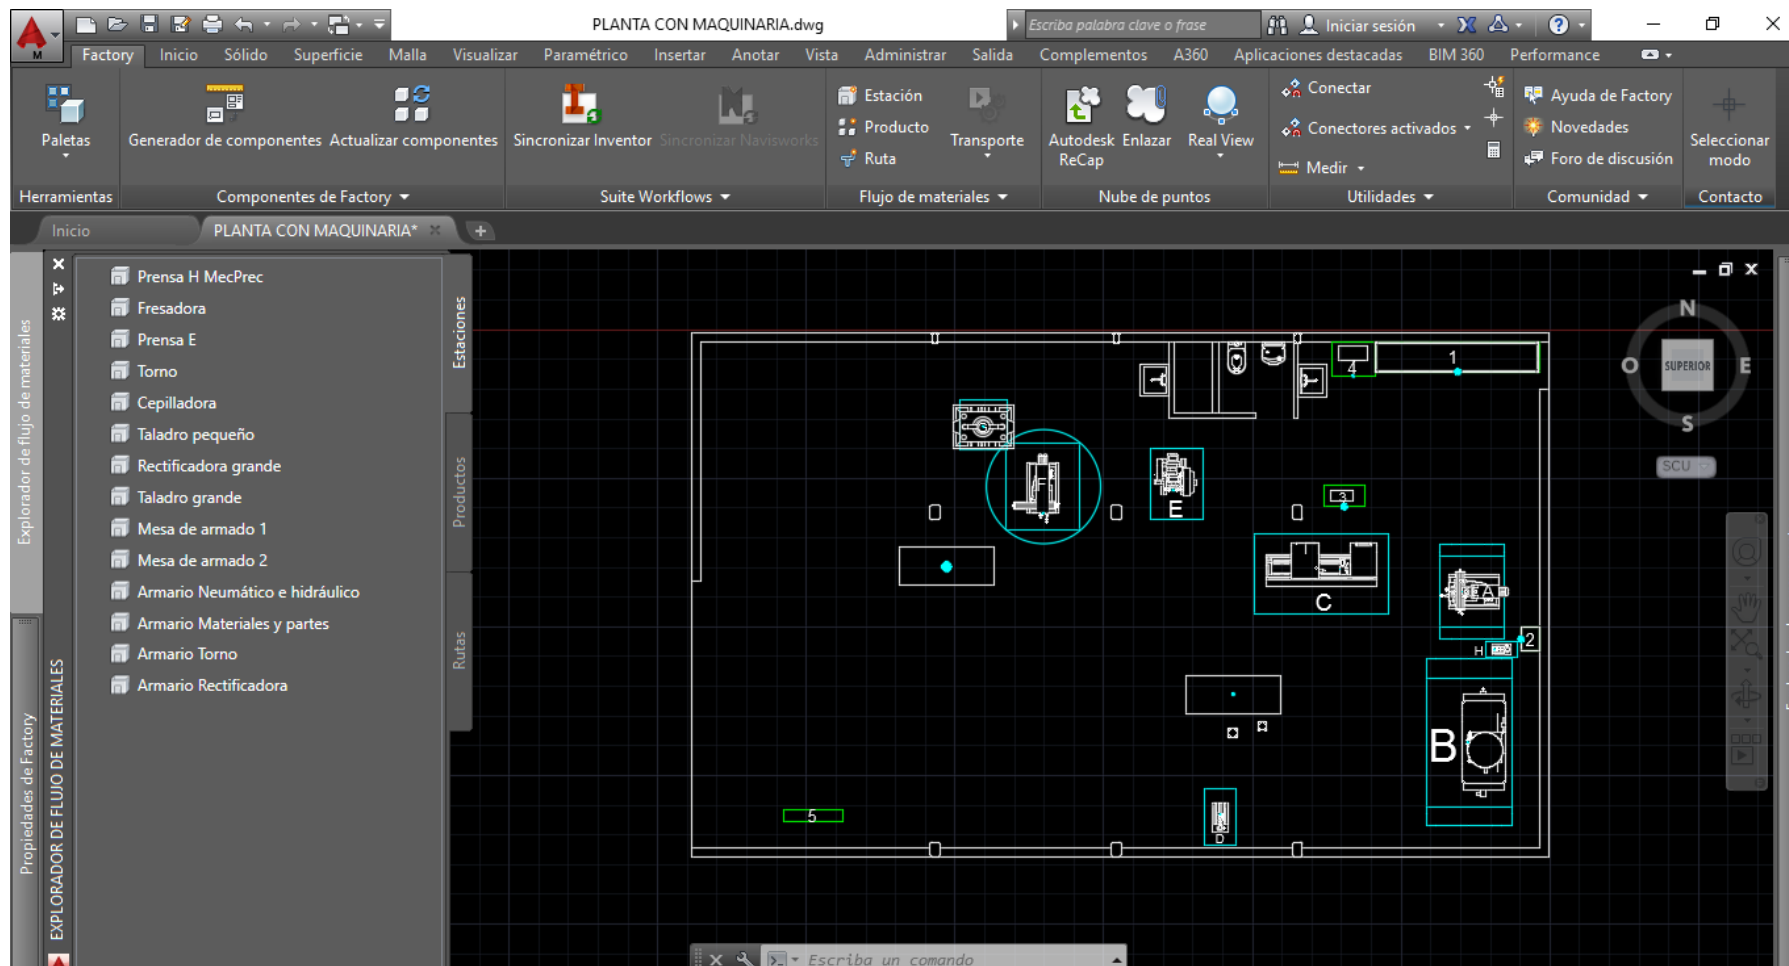 PLANTA CON MAQUINARIA.dwg
Escriba palabra clave o frase
Iniciar sesión
M
Factory Inicio Sólido Superficie Malla Visualizar Paramétrico Insertar Anotar Vista Administrar Salida Complementos A360 Aplicaciones destacadas BIM 360 Performance
Paletas
Generador de componentes
Actualizar componentes
Sincronizar Inventor
Sincronizar Navisworks
Estación
Producto
Ruta
Transporte
Autodesk ReCap
Enlazar
Real View
Conectar
Conectores activados
Medir
Ayuda de Factory
Novedades
Foro de discusión
Seleccionar modo
Herramientas
Componentes de Factory
Suite Workflows
Flujo de materiales
Nube de puntos
Utilidades
Comunidad
Contacto
Inicio
PLANTA CON MAQUINARIA*
Explorador de flujo de materiales
Propiedades de Factory
EXPLORADOR DE FLUJO DE MATERIALES
Prensa H MecPrec
Fresadora
Prensa E
Torno
Cepilladora
Taladro pequeño
Rectificadora grande
Taladro grande
Mesa de armado 1
Mesa de armado 2
Armario Neumático e hidráulico
Armario Materiales y partes
Armario Torno
Armario Rectificadora
Estaciones
Productos
Rutas
4
1
G
F
E
3
C
A
2
H
B
5
D
N
O
SUPERIOR
E
S
SCU
Escriba un comando